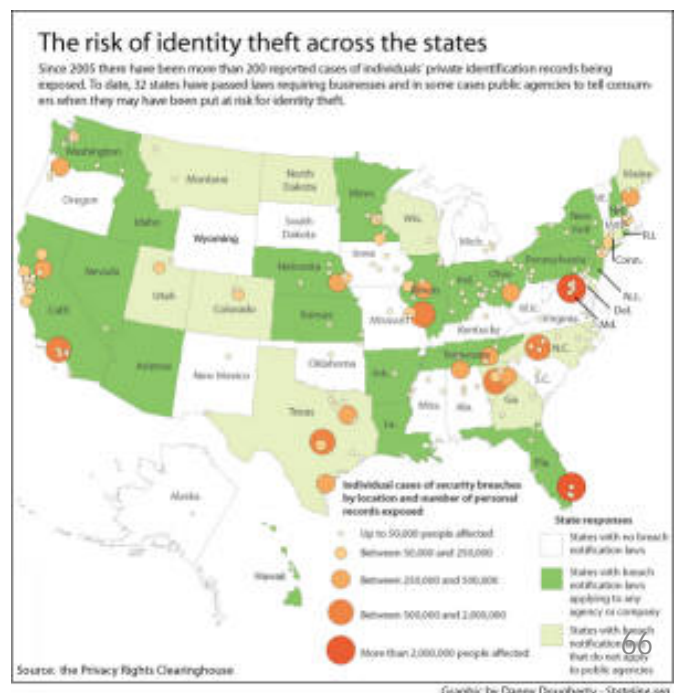 The risk of identity theft across the states
Since 2005 there have been more than 200 reported cases of individuals' private identification records being
exposed. To date, 32 states have passed laws requiring businesses and in some cases public agencies to tell consum-
ers when they may have been put at risk for identity theft.
Washington
Montana
North
Dakota
Minn.
Maine
Oregon
Idaho
Wyoming
South
Dakota
Wis.
Mich.
New
York
R.I.
Conn.
N.J.
Del.
Md.
Nevada
Utah
Colorado
Nebraska
Iowa
Illinois
Ind.
Ohio
Pennsylvania
Calif.
Kansas
Missouri
Kentucky
Virginia
Arizona
New Mexico
Oklahoma
Ark.
Tennessee
N.C.
S.C.
Texas
La.
Miss.
Ala.
Ga.
Fla.
Alaska
Hawaii
Individual cases of security breaches
by location and number of personal
records exposed
Up to 50,000 people affected
Between 50,000 and 250,000
Between 250,000 and 500,000
Between 500,000 and 2,000,000
More than 2,000,000 people affected
State responses
States with no breach
notification laws
States with breach
notification laws
applying to any
agency or company
States with breach
notification
that do not apply
to public agencies
66
Source: the Privacy Rights Clearinghouse
Graphic by Danny Dougherty - Stateline.org